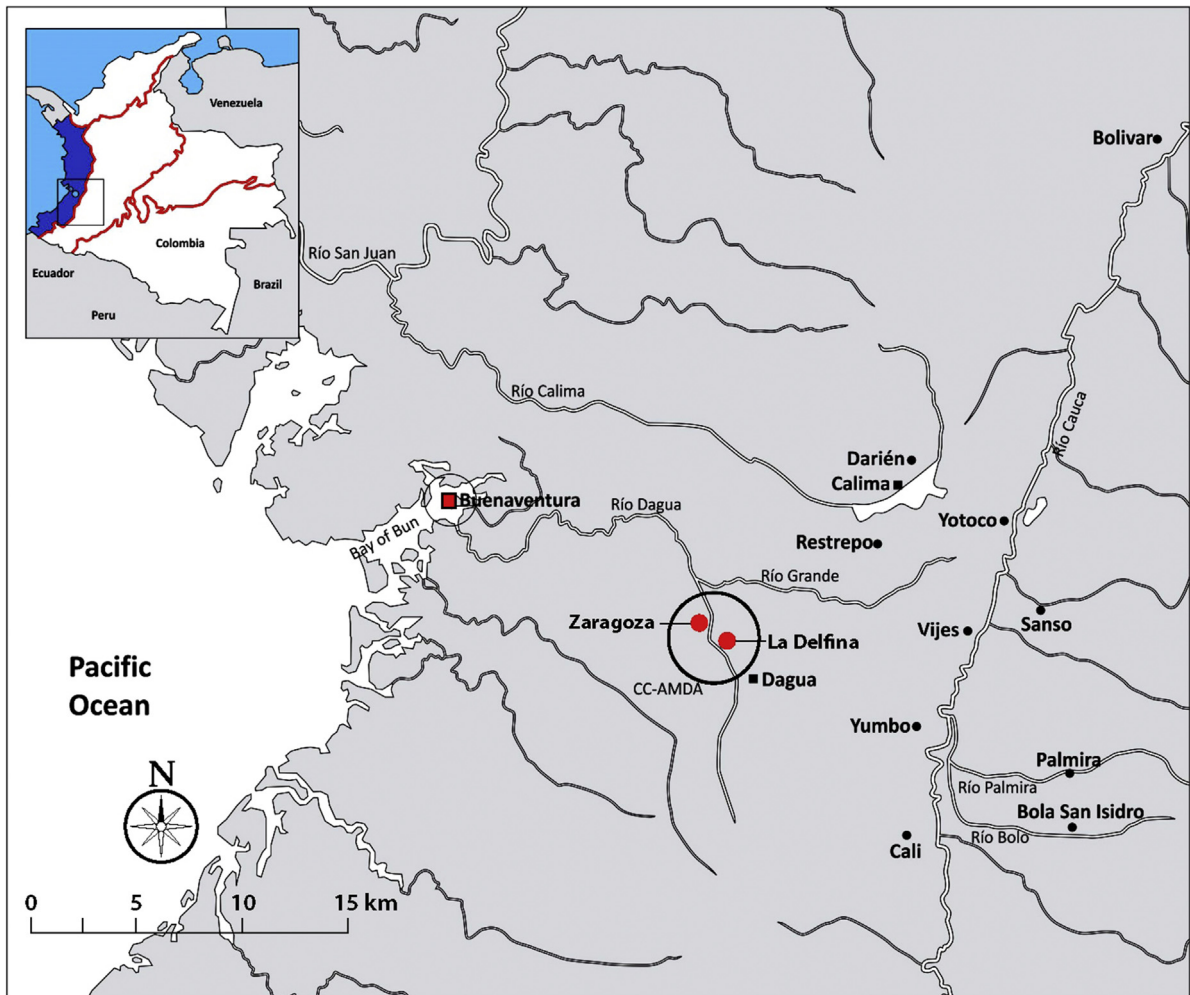 Venezuela
Colombia
Ecuador
Brazil
Peru
Bolivar
Río San Juan
Río Calima
Río Cauca
Darién
Calima
Buenaventura
Río Dagua
Yotoco
Bay of Bun
Restrepo
Río Grande
Zaragoza
La Delfina
Sanso
Vijes
Pacific
Ocean
CC-AMDA
Dagua
Yumbo
Palmira
Río Palmira
N
Bola San Isidro
Río Bolo
Cali
0 5 10 15 km